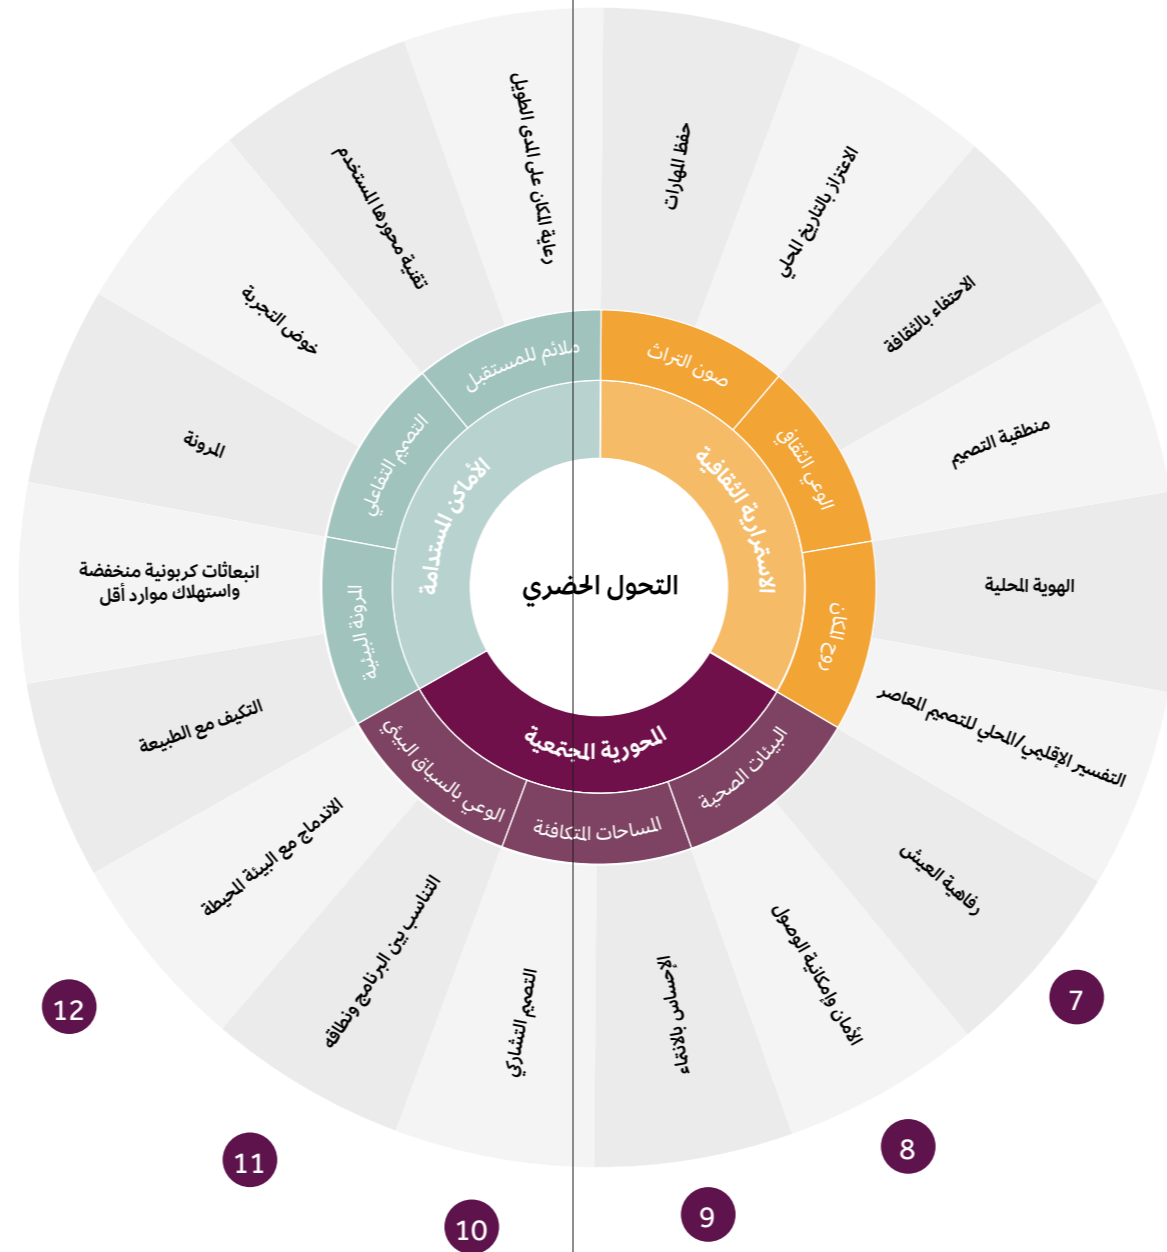 التحول الحضري
الاستمرارية الثقافية
المحورية المجتمعية
الأماكن المستدامة
صون التراث
الوعي الثقافي
روح المكان
البيئات الصحية
المساحات المتكافئة
الوعي بالسياق البيئي
المرونة البيئية
التصميم التفاعلي
ملائم للمستقبل
حفظ المهارات
الاعتزاز بالتاريخ المحلي
الاحتفاء بالثقافة
منطقية التصميم
الهوية المحلية
التفسير الإقليمي/المحلي للتصميم المعاصر
رفاهية العيش
الأمان وإمكانية الوصول
الإحساس بالانتماء
التصميم التشاركي
التناسب بين البرنامج ونطاقه
الاندماج مع البيئة المحيطة
التكيف مع الطبيعة
انبعاثات كربونية منخفضة
واستهلاك موارد أقل
المرونة
خوض التجربة
تقنية محورها المستخدم
رعاية المكان على المدى الطويل
7
8
9
10
11
12